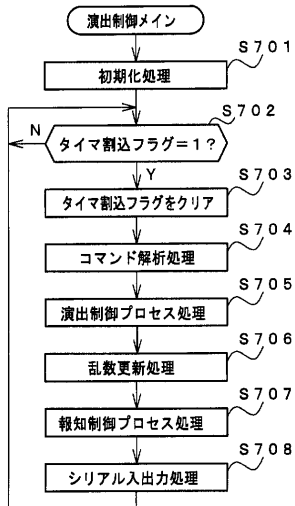 演出制御メイン
S701
初期化処理
S702
N
タイマ割込フラグ=1?
Y
S703
タイマ割込フラグをクリア
S704
コマンド解析処理
S705
演出制御プロセス処理
S706
乱数更新処理
S707
報知制御プロセス処理
S708
シリアル入出力処理